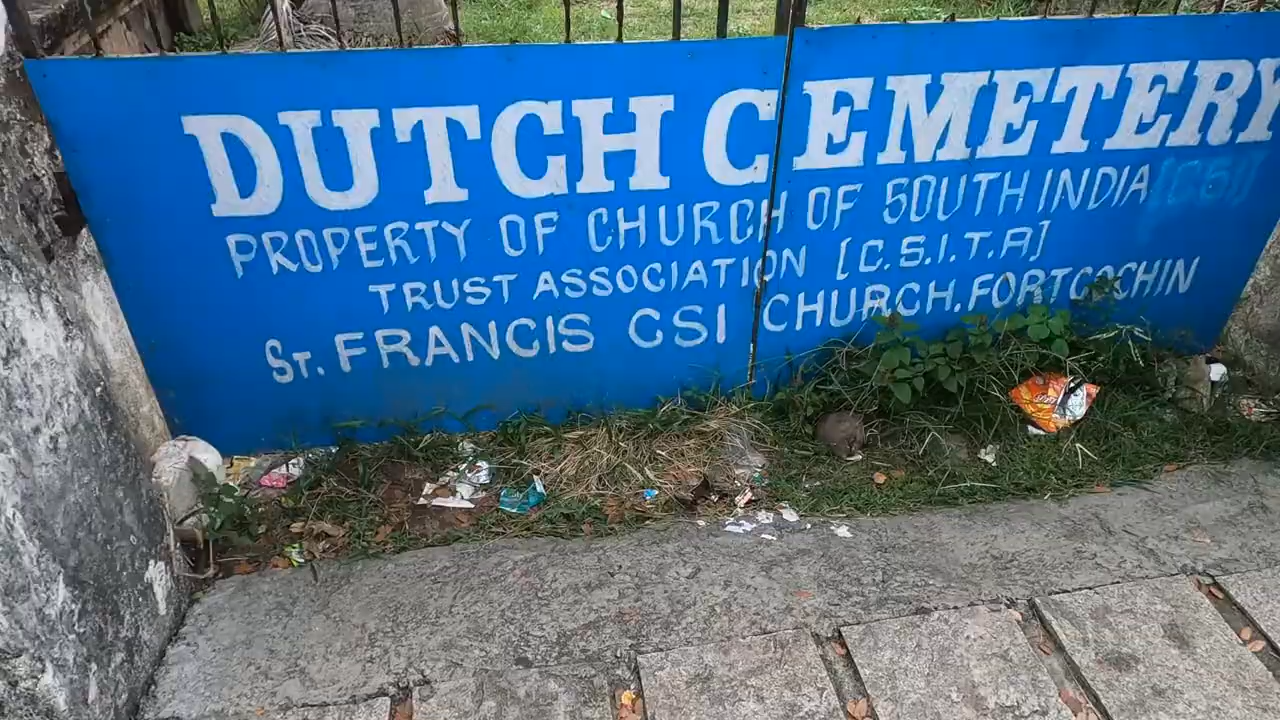 DUTCH CEMETERY
PROPERTY OF CHURCH OF SOUTH INDIA [CSI]
TRUST ASSOCIATION [C.S.I.T.A]
ST. FRANCIS CSI CHURCH, FORTCOCHIN